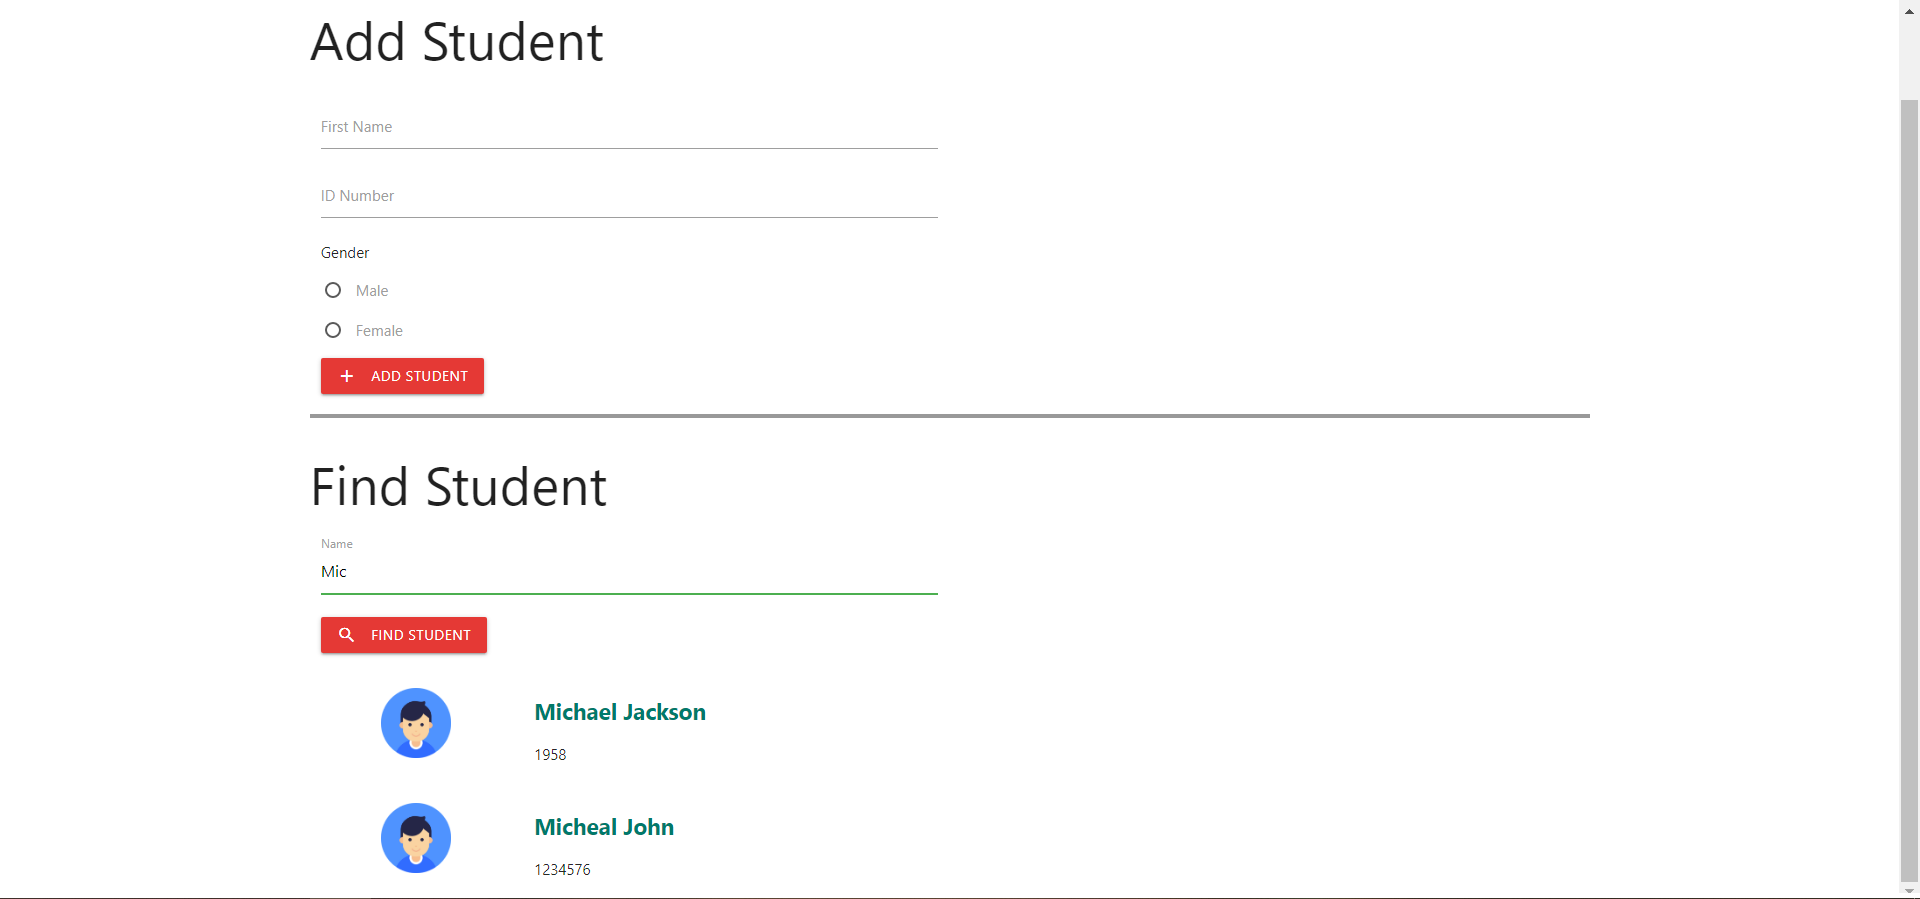 Add Student
First Name
ID Number
Gender
Male
Female
ADD STUDENT
Find Student
Name
Mic
FIND STUDENT
Michael Jackson
1958
Micheal John
1234576